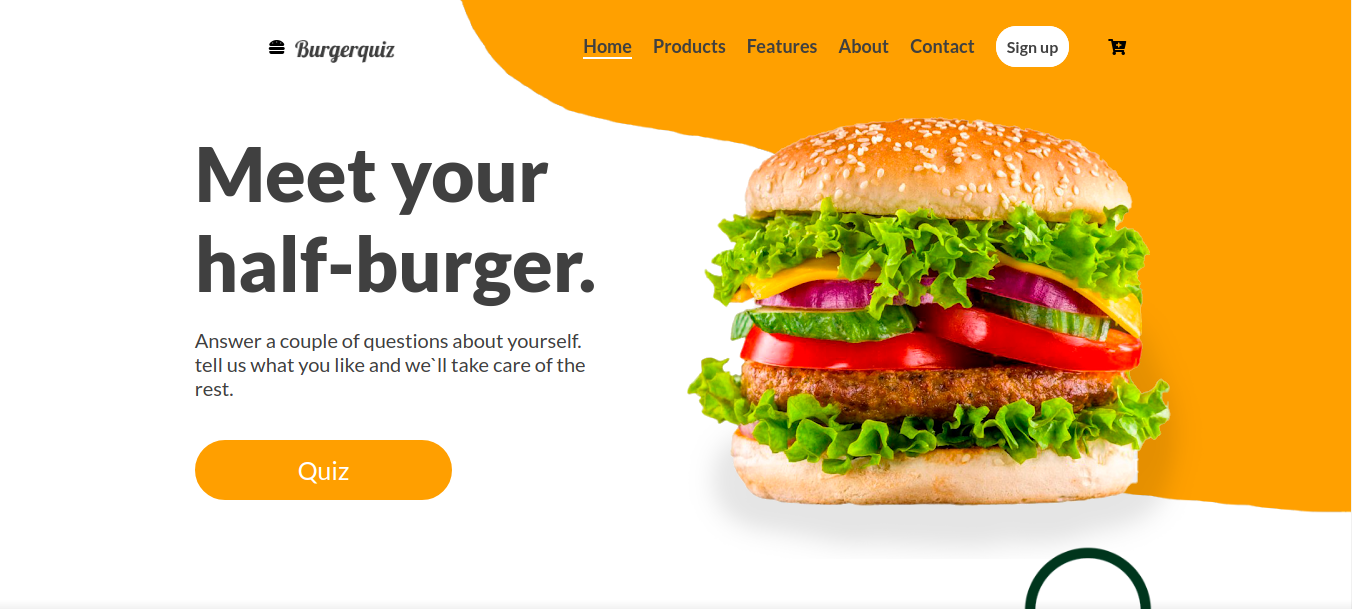 Burgerquiz
Home Products Features About Contact Sign up
Meet your
half-burger.
Answer a couple of questions about yourself.
tell us what you like and we`ll take care of the
rest.
Quiz